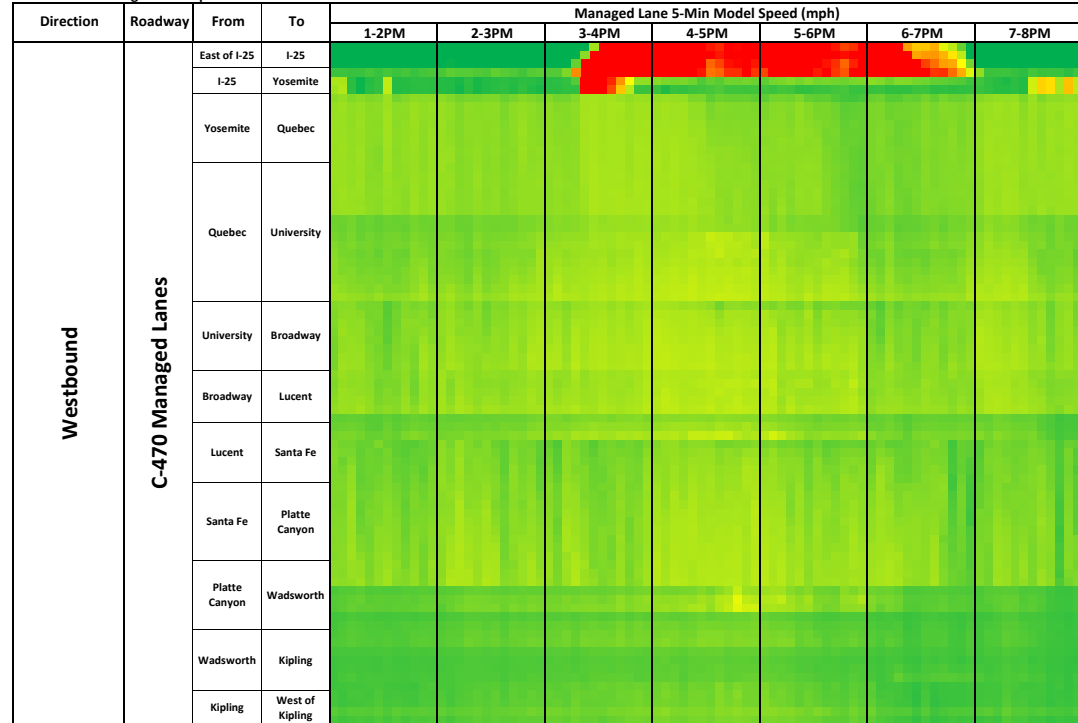 Direction Roadway From To Managed Lane 5-Min Model Speed (mph)
1-2PM 2-3PM 3-4PM 4-5PM 5-6PM 6-7PM 7-8PM
Westbound
C-470 Managed Lanes
East of I-25 I-25
I-25 Yosemite
Yosemite Quebec
Quebec University
University Broadway
Broadway Lucent
Lucent Santa Fe
Santa Fe Platte
Canyon
Platte
Canyon Wadsworth
Wadsworth Kipling
Kipling West of
Kipling